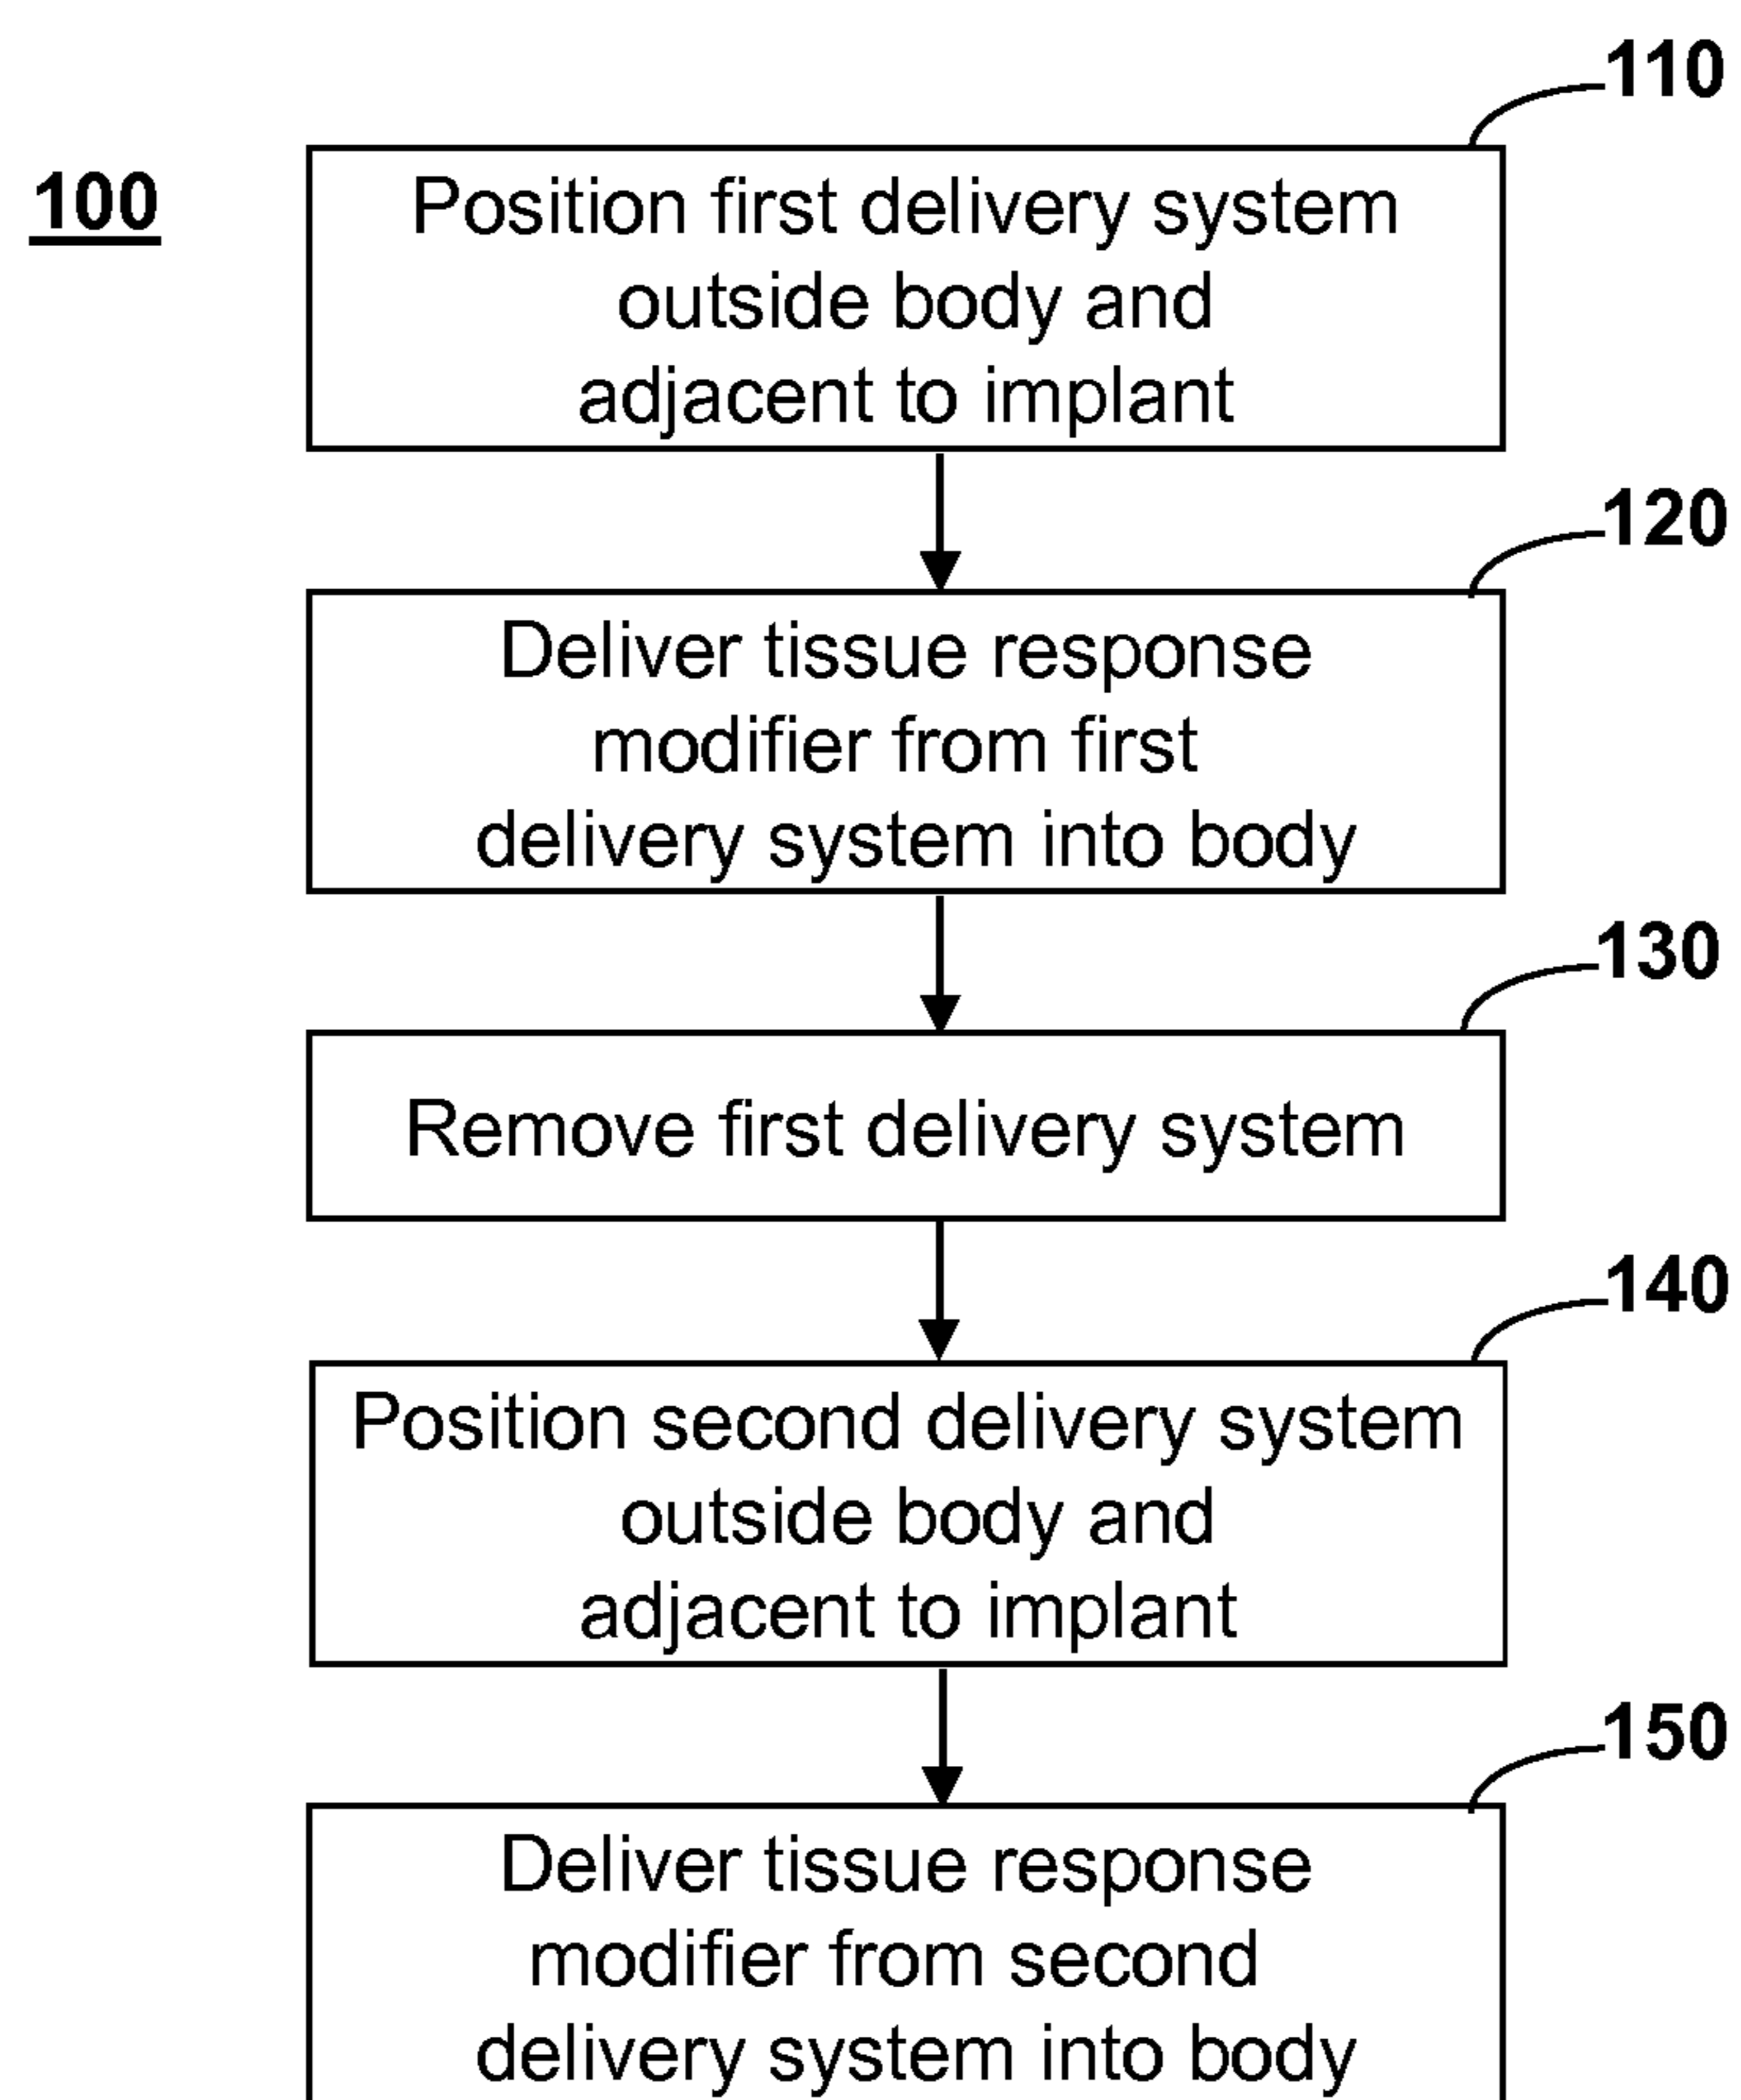 110
100
Position first delivery system
outside body and
adjacent to implant
120
Deliver tissue response
modifier from first
delivery system into body
130
Remove first delivery system
140
Position second delivery system
outside body and
adjacent to implant
150
Deliver tissue response
modifier from second
delivery system into body